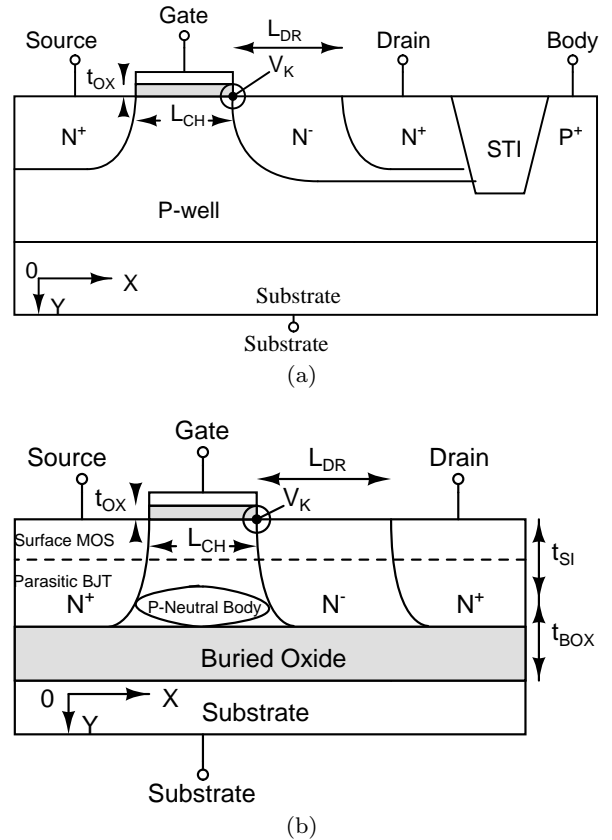 Gate
Source
L_DR
Drain
Body
t_OX
V_K
L_CH
N⁺
N⁻
N⁺
STI
P⁺
P-well
0
X
Y
Substrate
Substrate
(a)
Gate
Source
L_DR
Drain
t_OX
V_K
Surface MOS
L_CH
t_SI
Parasitic BJT
N⁺
P-Neutral Body
N⁻
N⁺
t_BOX
Buried Oxide
0
X
Y
Substrate
Substrate
(b)